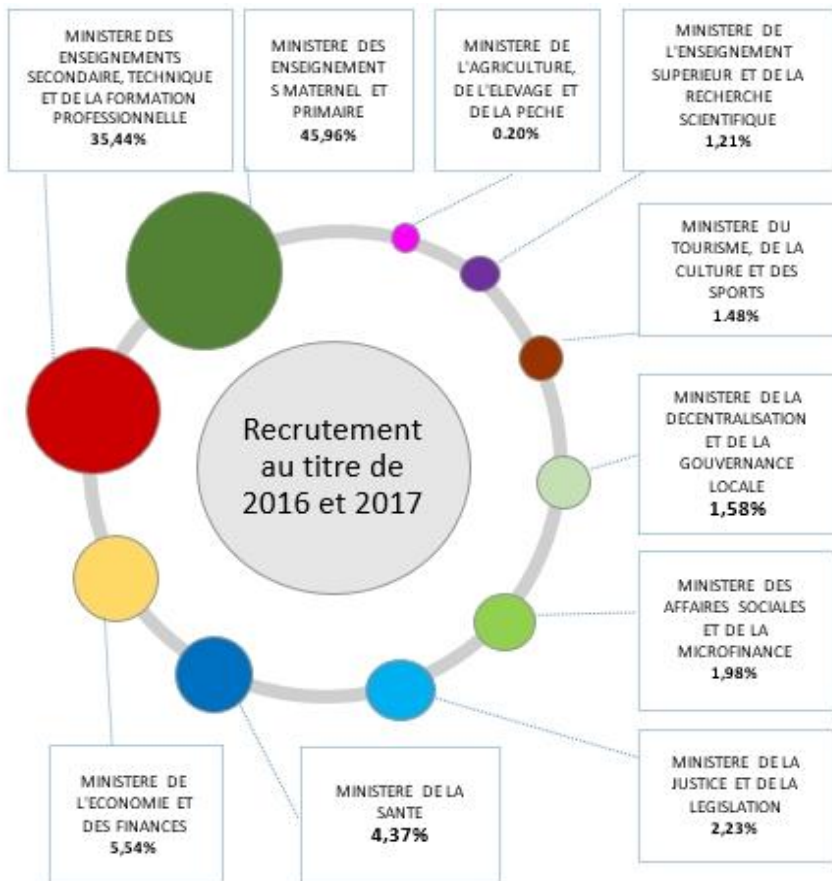 MINISTERE DES
ENSEIGNEMENTS
SECONDAIRE, TECHNIQUE
ET DE LA FORMATION
PROFESSIONNELLE
35,44%
MINISTERE DES
ENSEIGNEMENT
S MATERNEL ET
PRIMAIRE
45,96%
MINISTERE DE
L'AGRICULTURE,
DE L'ELEVAGE ET
DE LA PECHE
0.20%
MINISTERE DE
L'ENSEIGNEMENT
SUPERIEUR ET DE LA
RECHERCHE
SCIENTIFIQUE
1,21%
MINISTERE DU
TOURISME, DE LA
CULTURE ET DES
SPORTS
1.48%
MINISTERE DE LA
DECENTRALISATION
ET DE LA
GOUVERNANCE
LOCALE
1,58%
MINISTERE DES
AFFAIRES SOCIALES
ET DE LA
MICROFINANCE
1,98%
MINISTERE DE LA
JUSTICE ET DE LA
LEGISLATION
2,23%
MINISTERE DE LA
SANTE
4,37%
MINISTERE DE
L'ECONOMIE ET
DES FINANCES
5,54%
Recrutement
au titre de
2016 et 2017